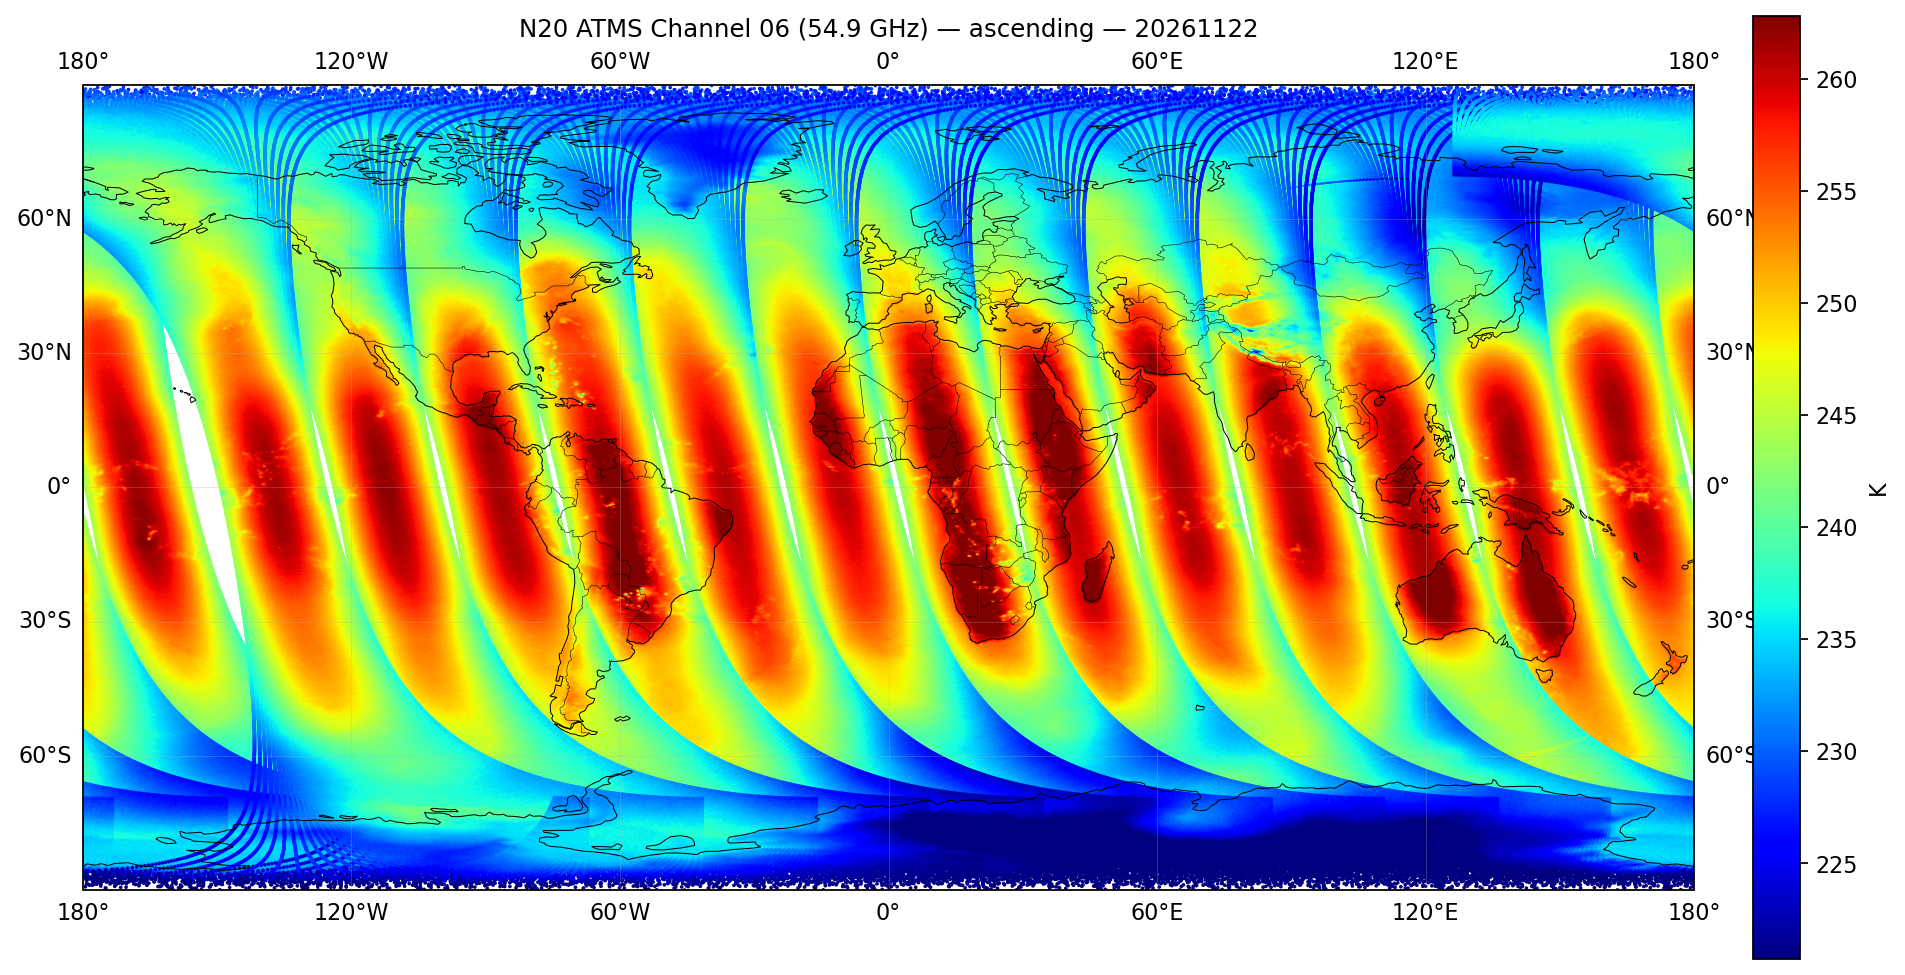 N20 ATMS Channel 06 (54.9 GHz) — ascending — 20261122
180° 120°W 60°W 0° 60°E 120°E 180°
260
255
60°N 60°N
250
30°N 30°N
245
0° 0° K
240
30°S 30°S
235
60°S 60°S
230
225
180° 120°W 60°W 0° 60°E 120°E 180°